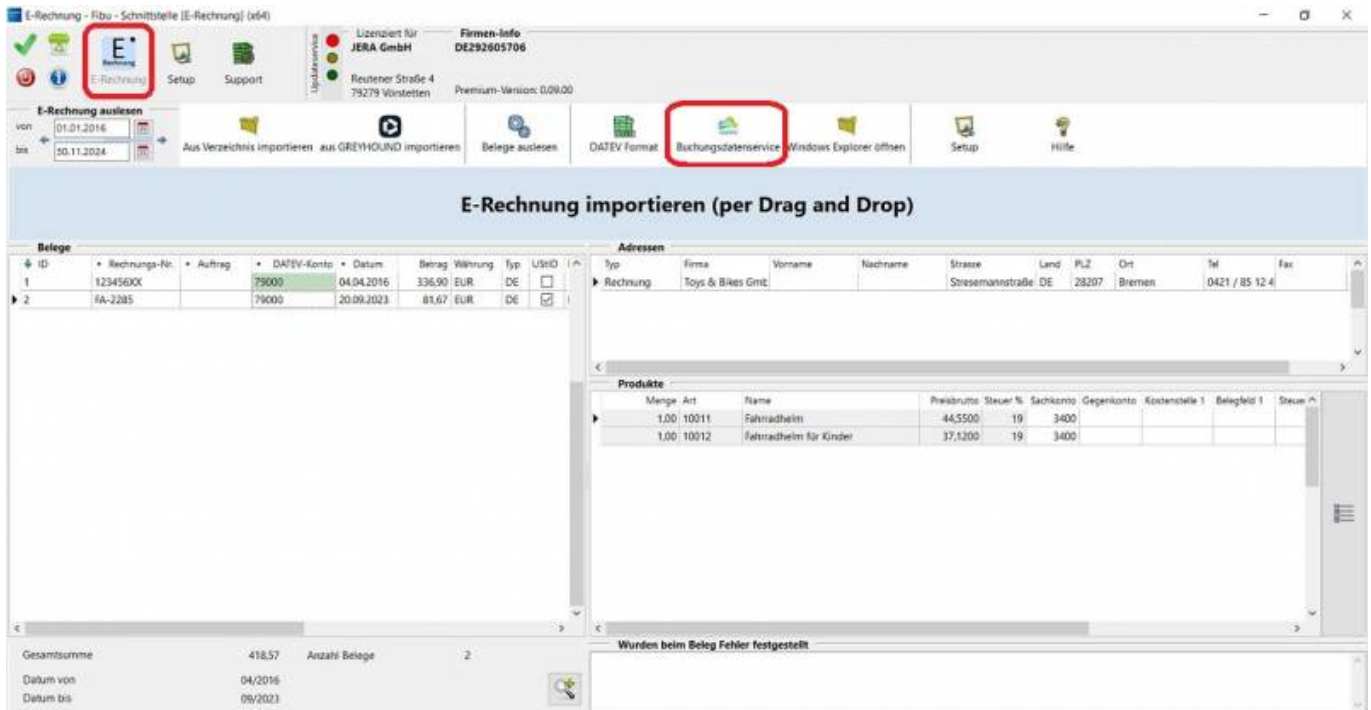 E-Rechnung - Fibu - Schnittstelle [E-Rechnung] (x64)
E
Rechnung
E-Rechnung
Setup
Support
Updateservice
Lizenziert für
JERA GmbH
Reutener Straße 4
79279 Vörstetten
Firmen-Info
DE292605706
Premium-Version: 0.09.00
E-Rechnung auslesen
von 01.01.2016
bis 30.11.2024
Aus Verzeichnis importieren
aus GREYHOUND importieren
Belege auslesen
DATEV Format
Buchungsdatenservice
Windows Explorer öffnen
Setup
Hilfe
E-Rechnung importieren (per Drag and Drop)
Belege
ID Rechnungs-Nr. Auftrag DATEV-Konto Datum Betrag Währung Typ UStID
1 79000 04.04.2016 336,90 EUR DE
2 FA-2285 79000 20.09.2023 81,67 EUR DE
Gesamtsumme 418,57 Anzahl Belege 2
Datum von 04/2016
Datum bis 09/2023
Adressen
Typ Firma Vorname Nachname Strasse Land PLZ Ort Tel Fax
Rechnung Toys & Bikes Gmb Stresemannstraße DE 28207 Bremen 0421 / 85 12 4
Produkte
Menge Art Name Preisbrutto Steuer % Sachkonto Gegenkonto Kostenstelle 1 Belegfeld 1 Steue
1,00 10011 Fahrradhelm 44,5500 19 3400
1,00 10012 Fahrradhelm für Kinder 37,1200 19 3400
Wurden beim Beleg Fehler festgestellt